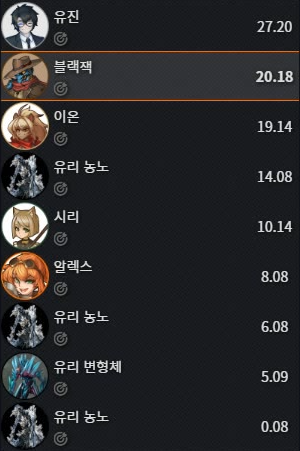 유진
27.20
블랙잭
20.18
이온
19.14
유리 농노
14.08
시리
10.14
알렉스
8.08
유리 농노
6.08
유리 변형체
5.09
유리 농노
0.08